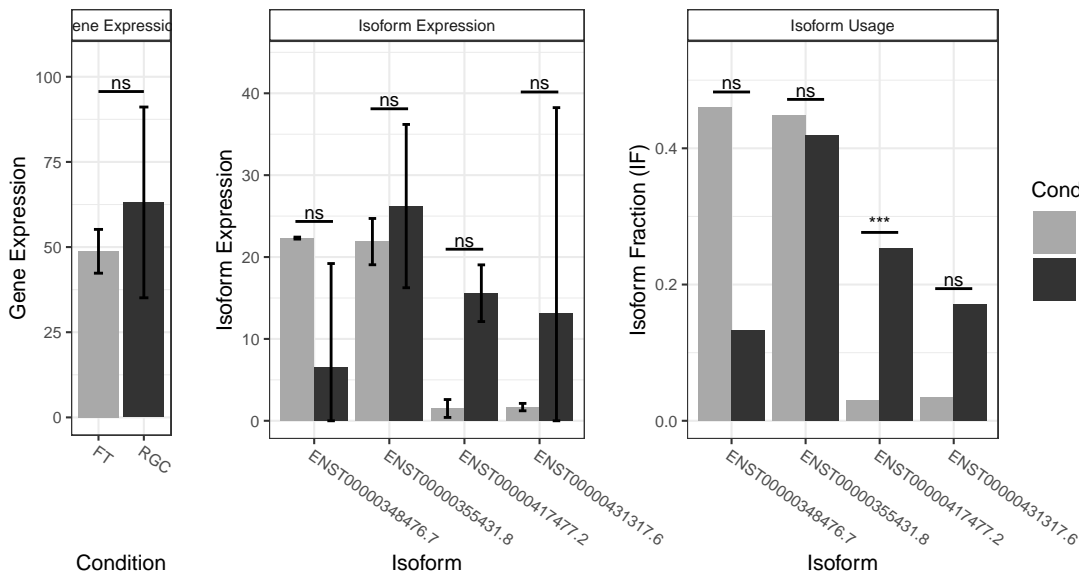 ene Expressio
Isoform Expression
Isoform Usage
Gene Expression
100
75
50
25
0
ns
FT
RGC
Condition
Isoform Expression
40
30
20
10
0
ns
ns
ns
ns
ENST00000348476.7
ENST00000355431.8
ENST00000417477.2
ENST00000431317.6
Isoform
Isoform Fraction (IF)
0.4
0.2
0.0
ns
ns
***
ns
ENST00000348476.7
ENST00000355431.8
ENST00000417477.2
ENST00000431317.6
Isoform
Cond